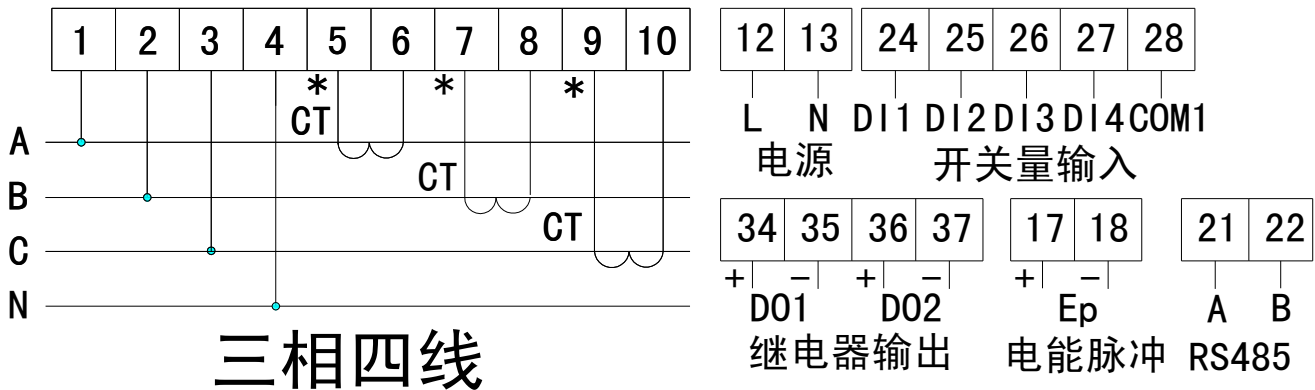 1 2 3 4 5 6 7 8 9 10
* * *
CT
A
CT
B
CT
C
N
三相四线
12 13
L N
电源
24 25 26 27 28
DI1 DI2 DI3 DI4 COM1
开关量输入
34 35 36 37
+ - + -
DO1 DO2
继电器输出
17 18
+ -
Ep
电能脉冲
21 22
A B
RS485